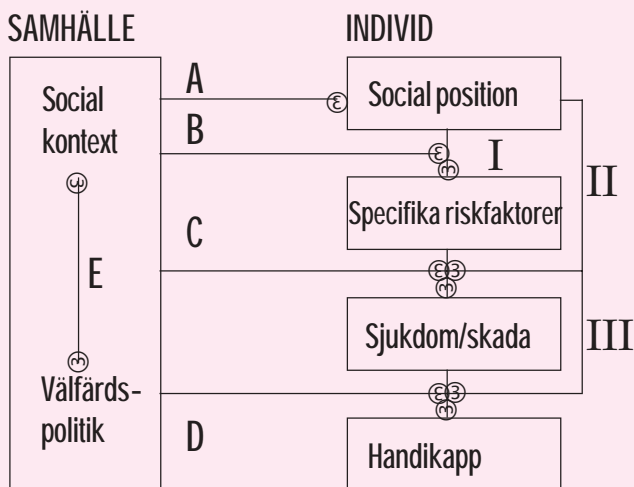 SAMHÄLLE
INDIVID
Social
kontext
E
Välfärds-
politik
A
B
C
D
Social position
I
II
Specifika riskfaktorer
Sjukdom/skada
III
Handikapp